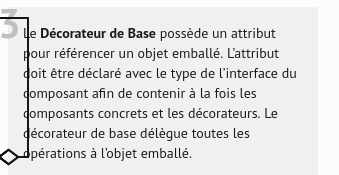 3
Le Décorateur de Base possède un attribut
pour référencer un objet emballé. L'attribut
doit être déclaré avec le type de l'interface du
composant afin de contenir à la fois les
composants concrets et les décorateurs. Le
décorateur de base délègue toutes les
opérations à l'objet emballé.